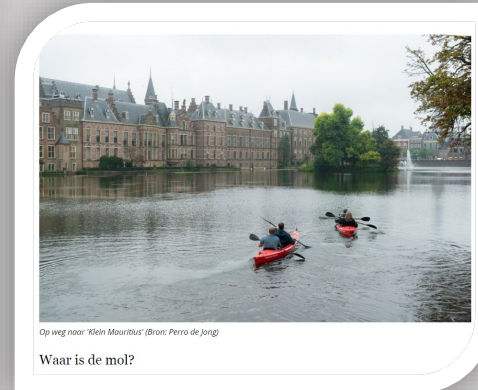 Op weg naar 'Klein Mauritius' (Bron: Perro de Jong)
Waar is de mol?